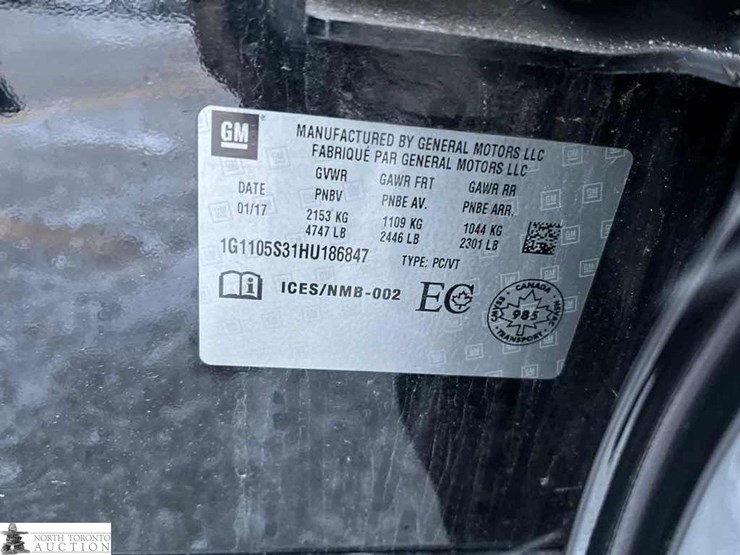 GM
MANUFACTURED BY GENERAL MOTORS LLC
FABRIQUÉ PAR GENERAL MOTORS LLC
DATE GVWR GAWR FRT GAWR RR
01/17 PNBV PNBE AV. PNBE ARR.
2153 KG 1109 KG 1044 KG
4747 LB 2446 LB 2301 LB
1G1105S31HU186847 TYPE: PC/VT
ICES/NMB-002 EC
CANADA
CMVSS 985 NSVAC
TRANSPORT
NORTH TORONTO
AUCTION